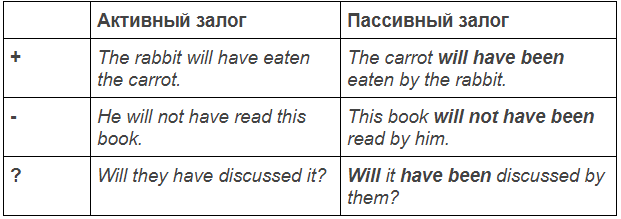 Активный залог Пассивный залог
+ The rabbit will have eaten The carrot will have been
the carrot. eaten by the rabbit.
- He will not have read this This book will not have been
book. read by him.
? Will they have discussed it? Will it have been discussed by
them?